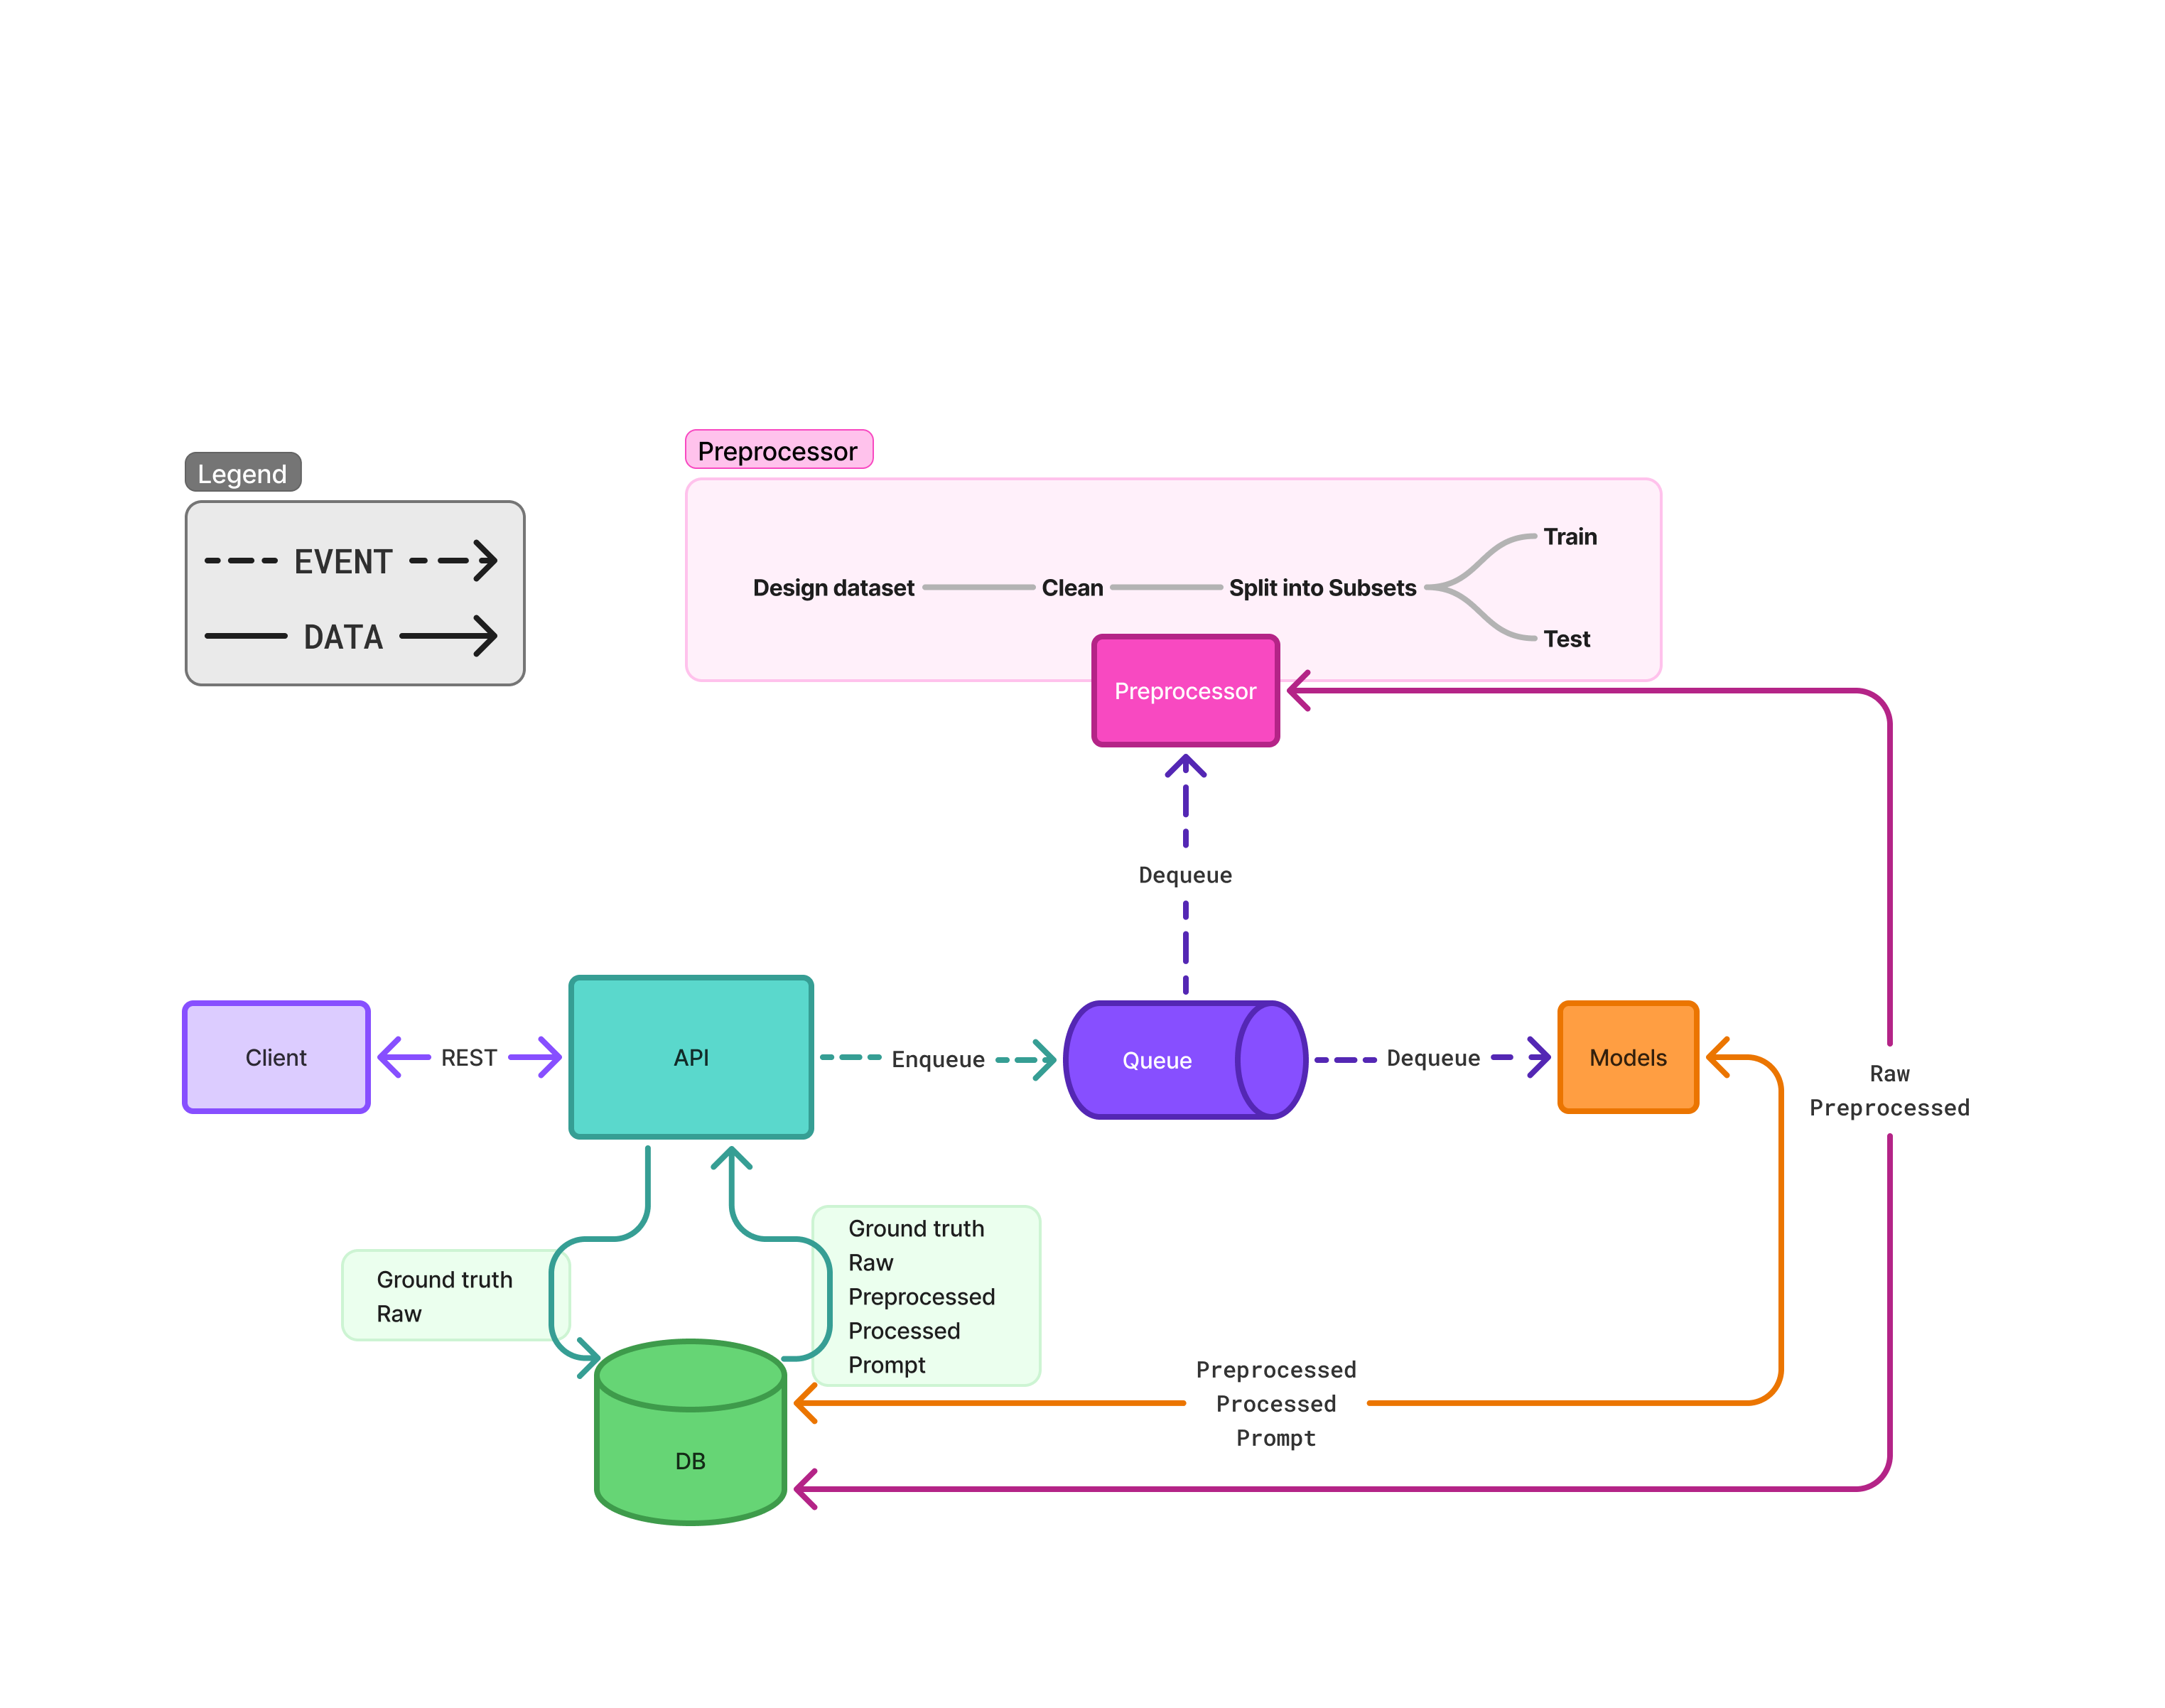 Legend
EVENT
DATA
Preprocessor
Design dataset
Clean
Split into Subsets
Train
Test
Preprocessor
Dequeue
Client
REST
API
Enqueue
Queue
Dequeue
Models
Raw
Preprocessed
Ground truth
Raw
Ground truth
Raw
Preprocessed
Processed
Prompt
Preprocessed
Processed
Prompt
DB